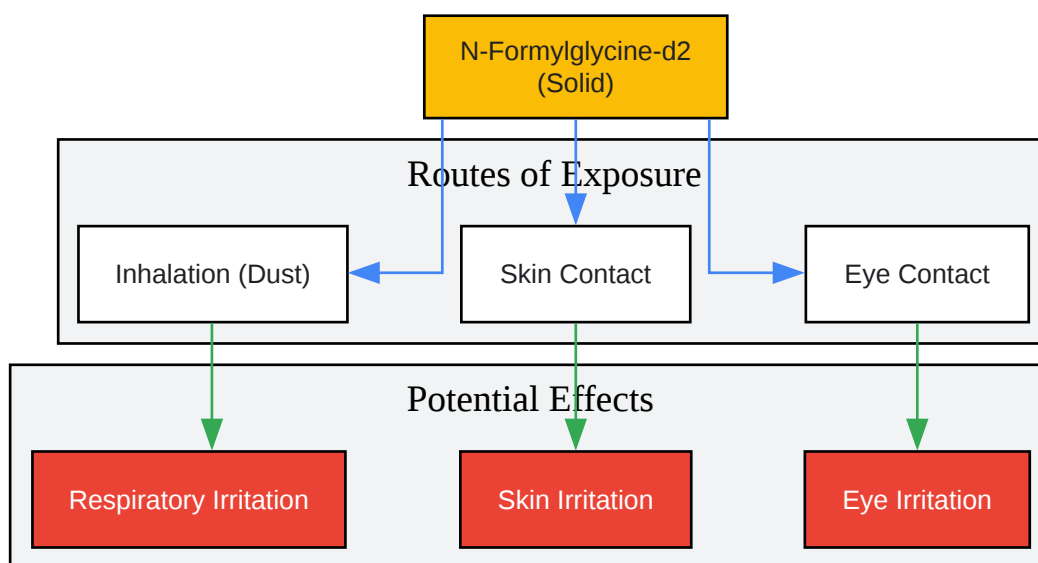 N-Formylglycine-d2
(Solid)
Routes of Exposure
Inhalation (Dust)
Skin Contact
Eye Contact
Potential Effects
Respiratory Irritation
Skin Irritation
Eye Irritation